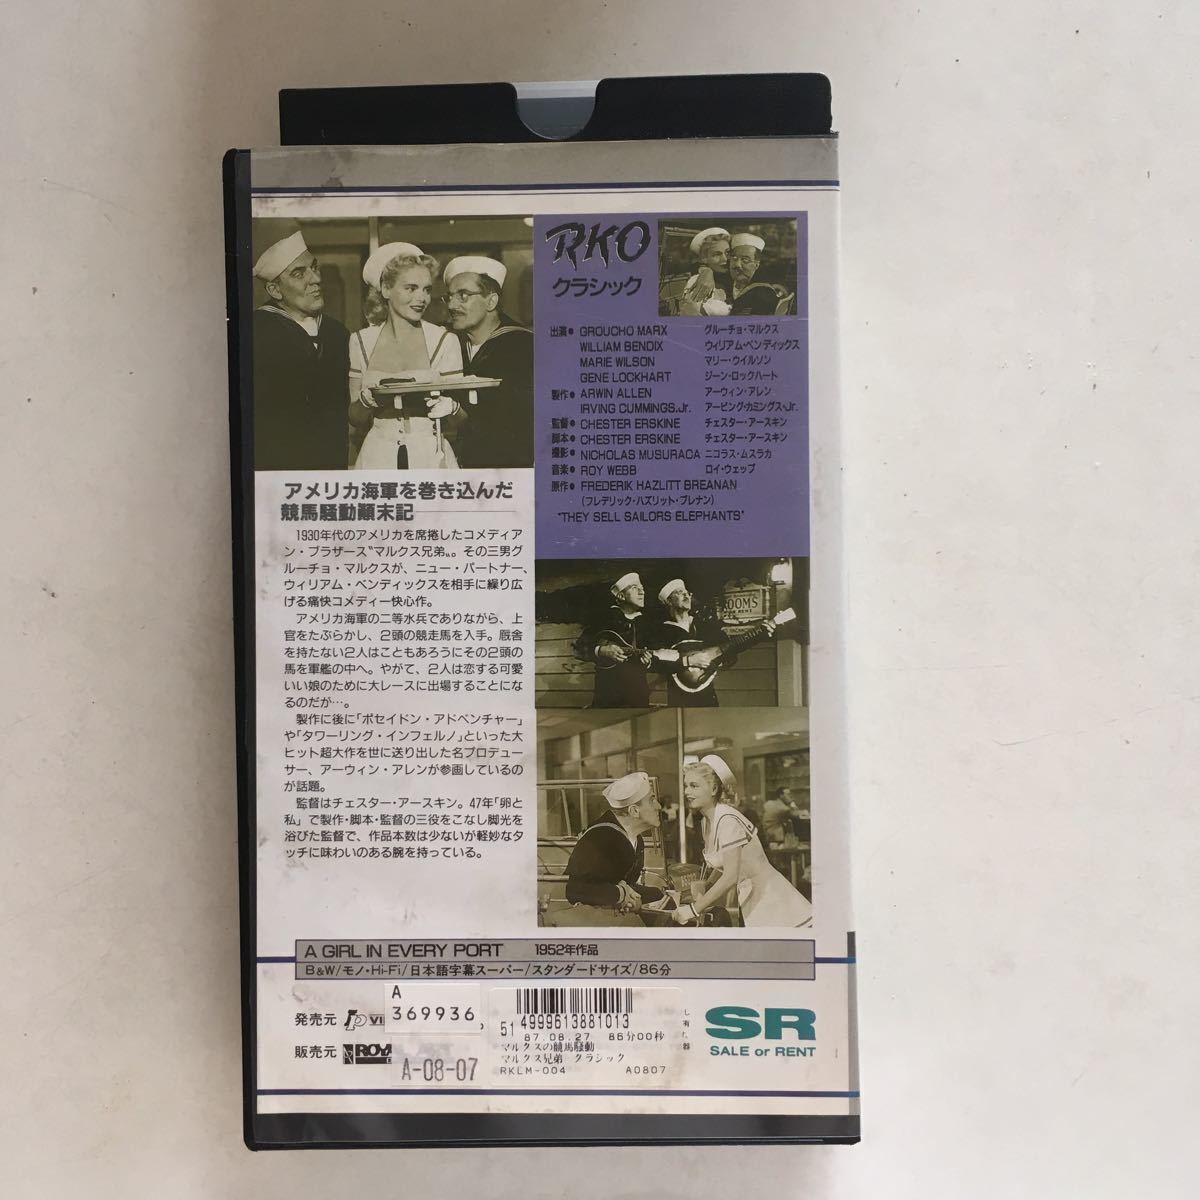 RKO
クラシック
出演● GROUCHO MARX グルーチョ・マルクス
WILLIAM BENDIX ウィリアム・ベンディックス
MARIE WILSON マリー・ウイルソン
GENE LOCKHART ジーン・ロックハート
製作● ARWIN ALLEN アーウィン・アレン
IRVING CUMMINGS,Jr. アービング・カミングス・Jr.
監督● CHESTER ERSKINE チェスター・アースキン
脚本● CHESTER ERSKINE チェスター・アースキン
撮影● NICHOLAS MUSURACA ニコラス・ムスラカ
音楽● ROY WEBB ロイ・ウェッブ
原作● FREDERIK HAZLITT BREANAN
(フレデリック・ハズリット・ブレナン)
"THEY SELL SAILORS ELEPHANTS"
アメリカ海軍を巻き込んだ
競馬騒動顚末記
1930年代のアメリカを席捲したコメディア
ン・ブラザース〝マルクス兄弟〟。その三男グ
ルーチョ・マルクスが、ニュー・パートナー、
ウィリアム・ベンディックスを相手に繰り広
げる痛快コメディー快心作。
アメリカ海軍の二等水兵でありながら、上
官をたぶらかし、2頭の競走馬を入手。厩舎
を持たない2人はこともあろうにその2頭の
馬を軍艦の中へ。やがて、2人は恋する可愛
いい娘のために大レースに出場することにな
るのだが…。
製作に後に「ポセイドン・アドベンチャー」
や「タワーリング・インフェルノ」といった大
ヒット超大作を世に送り出した名プロデュー
サー、アーウィン・アレンが参画しているの
が話題。
監督はチェスター・アースキン。47年「卵と
私」で製作・脚本・監督の三役をこなし脚光を
浴びた監督で、作品本数は少ないが軽妙なタ
ッチに味わいのある腕を持っている。
ROOMS
A GIRL IN EVERY PORT 1952年作品
B&W/モノ・Hi-Fi/日本語字幕スーパー/スタンダードサイズ/86分
発売元 VI
A
369936
販売元 ROYA
A-08-07
51 4999613881013
87.08.27 86分00秒
マルクスの競馬騒動
マルクス兄弟 クラシック
RKLM-004 A0807
SR
SALE or RENT